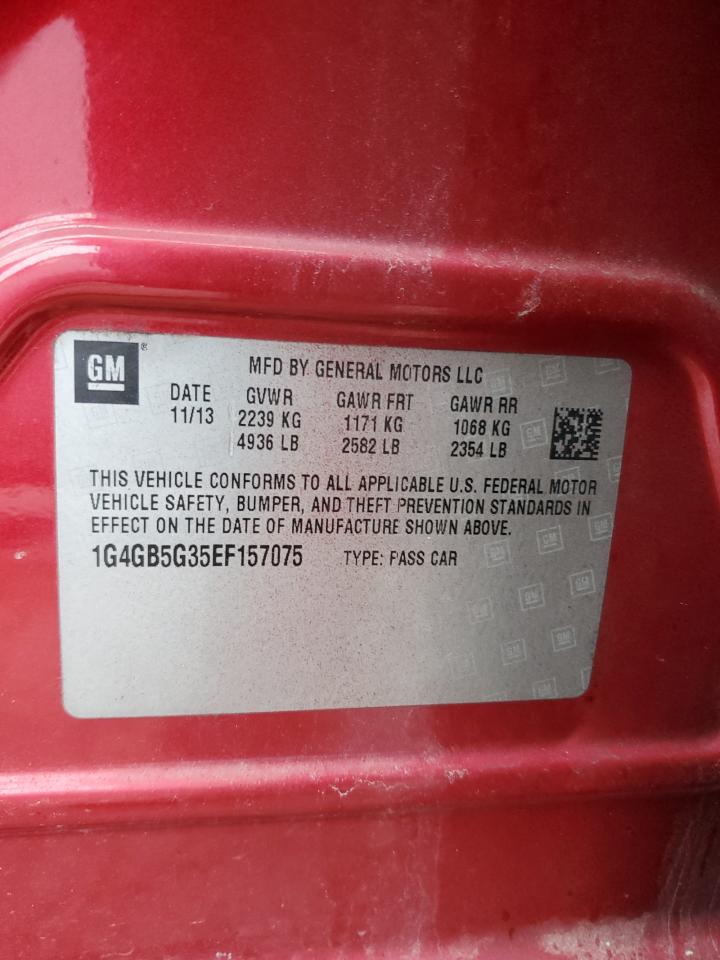 GM®
MFD BY GENERAL MOTORS LLC
DATE GVWR GAWR FRT GAWR RR
11/13 2239 KG 1171 KG 1068 KG
4936 LB 2582 LB 2354 LB
THIS VEHICLE CONFORMS TO ALL APPLICABLE U.S. FEDERAL MOTOR
VEHICLE SAFETY, BUMPER, AND THEFT PREVENTION STANDARDS IN
EFFECT ON THE DATE OF MANUFACTURE SHOWN ABOVE.
1G4GB5G35EF157075 TYPE: PASS CAR